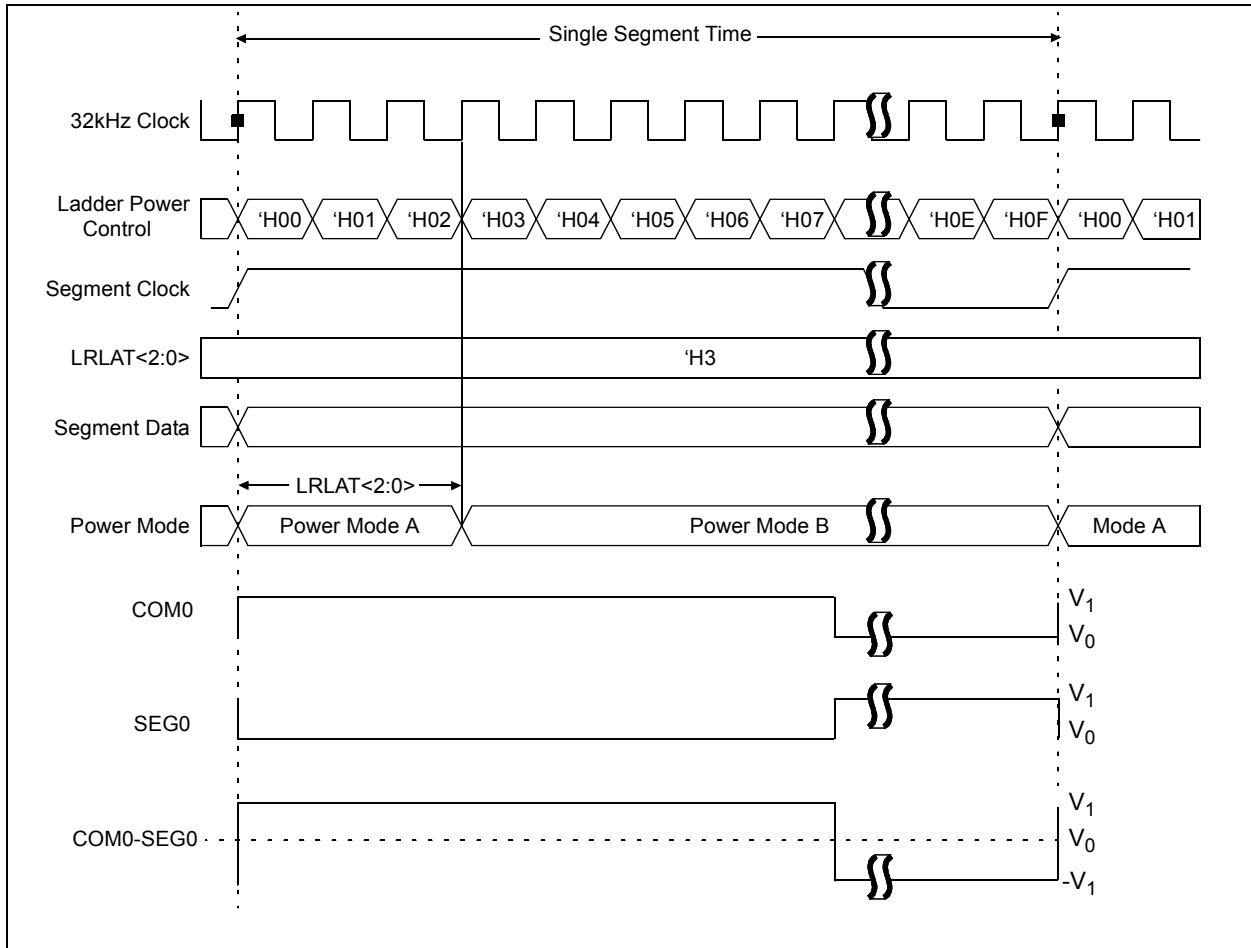 Single Segment Time
32kHz Clock
Ladder Power
Control
‘H00 ‘H01 ‘H02 ‘H03 ‘H04 ‘H05 ‘H06 ‘H07 ‘H0E ‘H0F ‘H00 ‘H01
Segment Clock
LRLAT<2:0>
‘H3
Segment Data
LRLAT<2:0>
Power Mode
Power Mode A
Power Mode B
Mode A
COM0
V1
V0
SEG0
V1
V0
COM0-SEG0
V1
V0
-V1